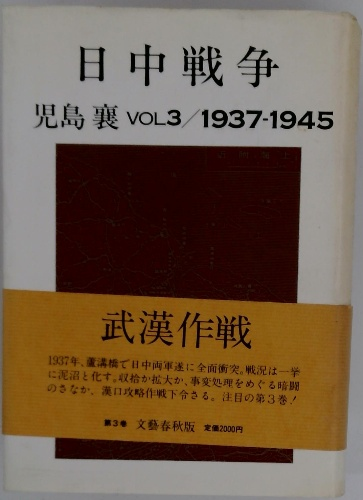 日中戦争
児島襄 VOL3/1937-1945
武漢作戦
1937年、蘆溝橋で日中両軍遂に全面衝突。戦況は一挙
に泥沼と化す。収拾か拡大か、事変処理をめぐる暗闘
のさなか、漢口攻略作戦下令さる。注目の第3巻!
第3巻 文藝春秋版 定価2000円